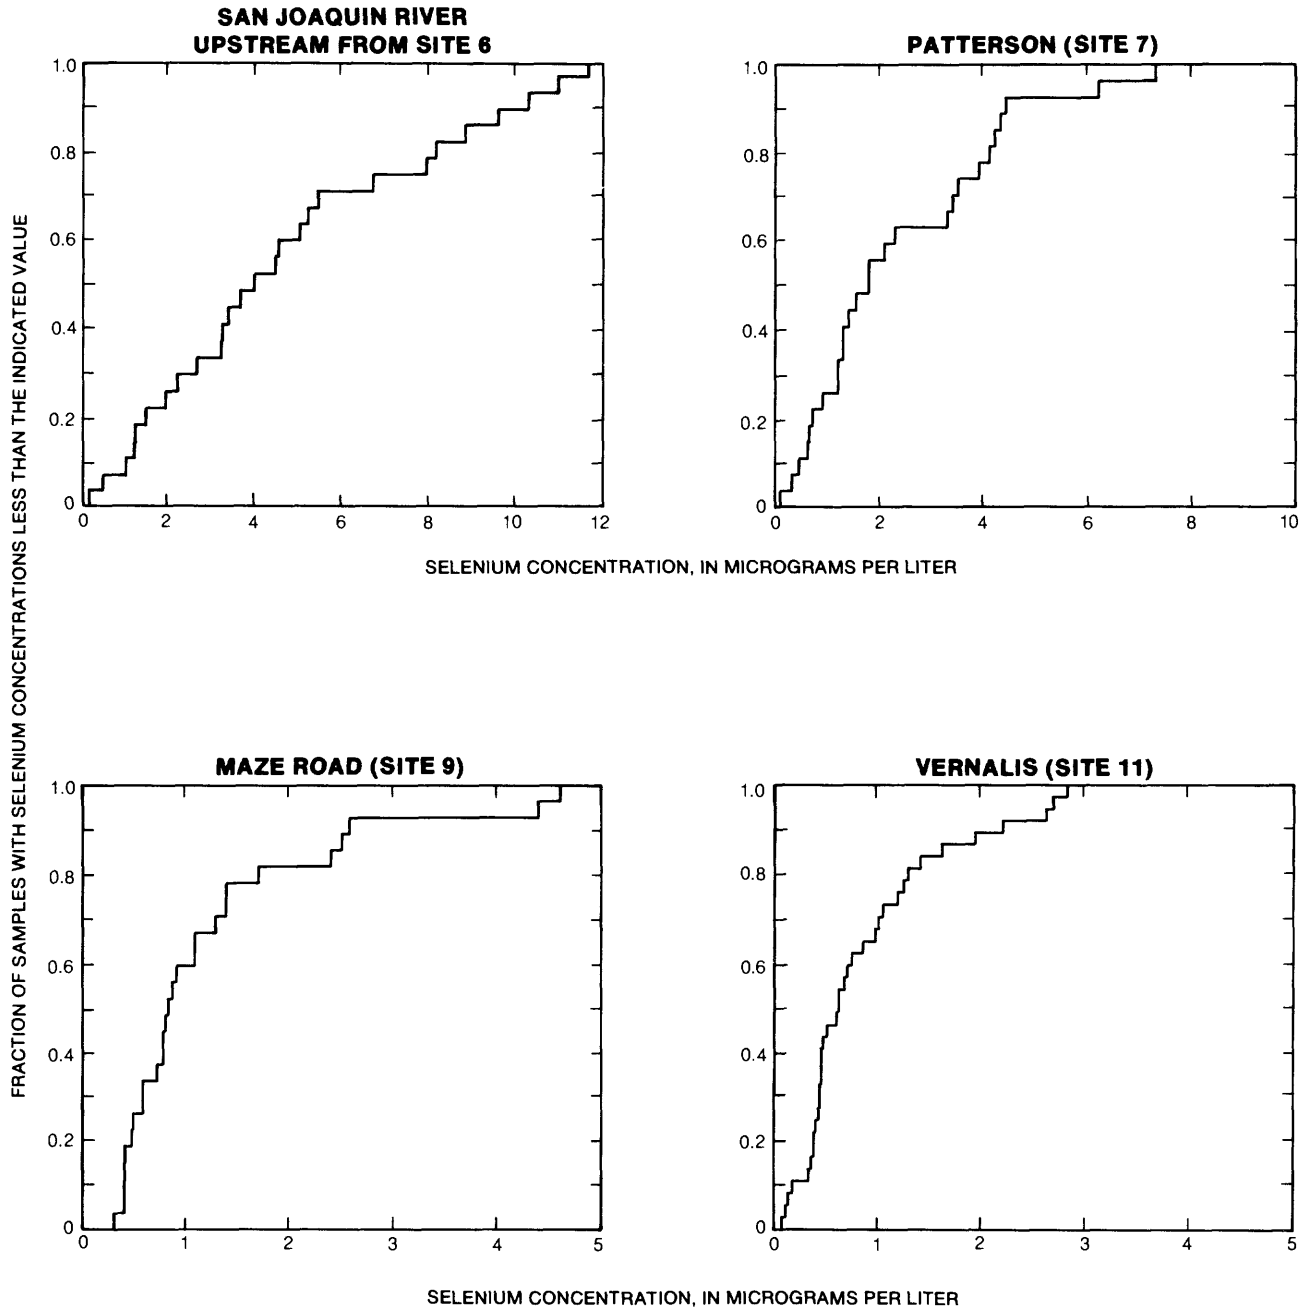 SAN JOAQUIN RIVER
UPSTREAM FROM SITE 6
PATTERSON (SITE 7)
FRACTION OF SAMPLES WITH SELENIUM CONCENTRATIONS LESS THAN THE INDICATED VALUE
1.0
0.8
0.6
0.4
0.2
0
0 2 4 6 8 10 12
1.0
0.8
0.6
0.4
0.2
0
0 2 4 6 8 10
SELENIUM CONCENTRATION, IN MICROGRAMS PER LITER
MAZE ROAD (SITE 9)
VERNALIS (SITE 11)
1.0
0.8
0.6
0.4
0.2
0
0 1 2 3 4 5
1.0
0.8
0.6
0.4
0.2
0
0 1 2 3 4 5
SELENIUM CONCENTRATION, IN MICROGRAMS PER LITER